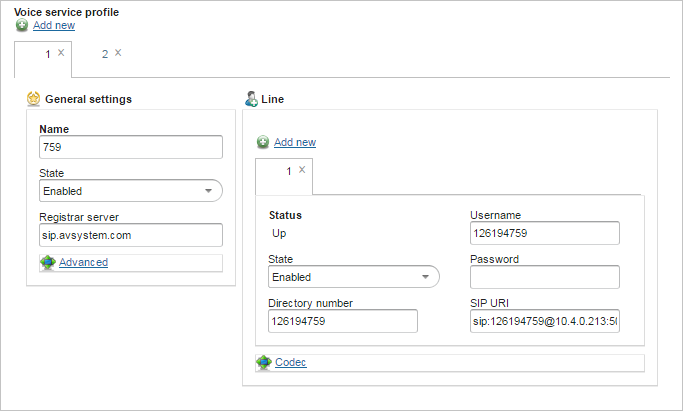 Voice service profile
Add new
1 x 2 x
General settings
Name
759
State
Enabled
Registrar server
sip.avsystem.com
Advanced
Line
Add new
1 x
Status
Up
State
Enabled
Directory number
126194759
Username
126194759
Password
SIP URI
sip:126194759@10.4.0.213:50
Codec